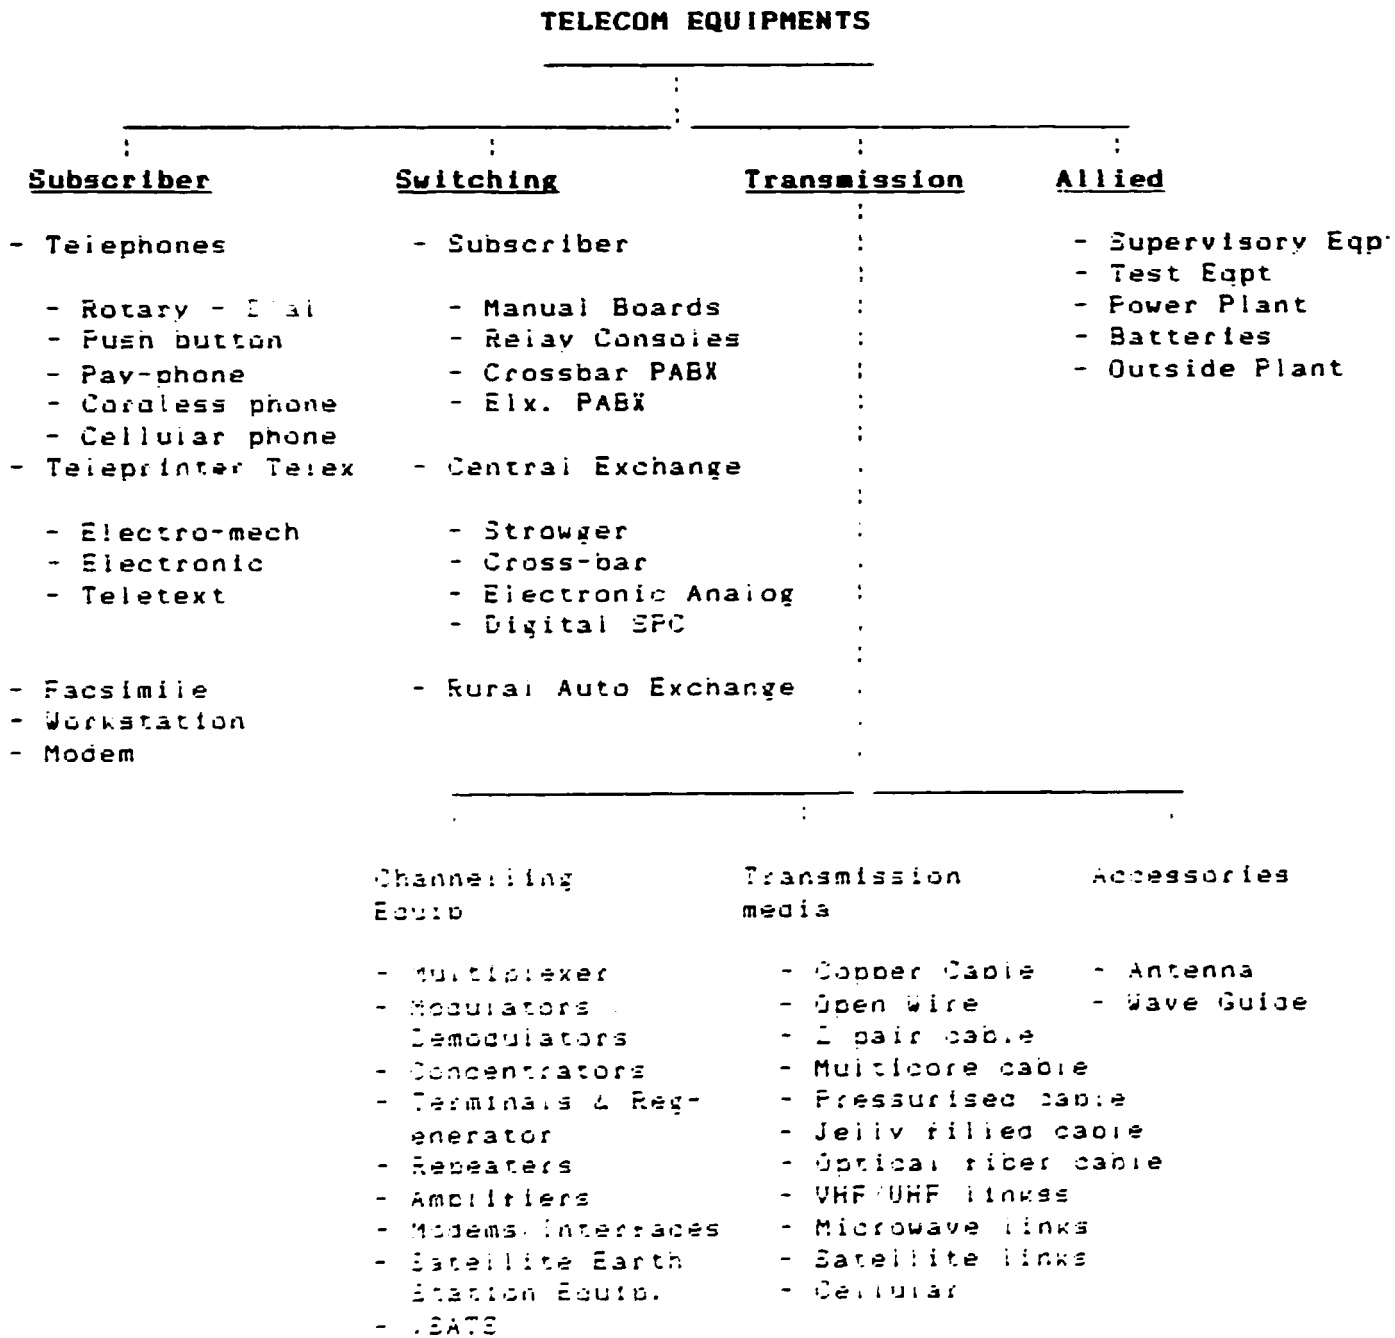 TELECOM EQUIPMENTS
Subscriber Switching Transmission Allied
- Telephones - Subscriber - Supervisory Eqp
- Test Eqpt
- Rotary - Dial - Manual Boards - Power Plant
- Push button - Relay Consoles - Batteries
- Pay-phone - Crossbar PABX - Outside Plant
- Cordless phone - Elx. PABX
- Cellular phone
- Teleprinter Telex - Central Exchange
- Electro-mech - Strowger
- Electronic - Cross-bar
- Teletext - Electronic Analog
- Digital SPC
- Facsimile - Rural Auto Exchange
- Workstation
- Modem
Channelling Transmission Accessories
Equip media
- Multiplexer - Copper Cable - Antenna
- Modulators - Open Wire - Wave Guide
Demodulators - pair cable
- Concentrators - Multicore cable
- Terminals & Reg- - Pressurised cable
enerator - Jelly filled cable
- Repeaters - Optical fiber cable
- Amplifiers - VHF/UHF linkss
- Modems/Interfaces - Microwave links
- Satellite Earth - Satellite links
Station Equip. - Cellular